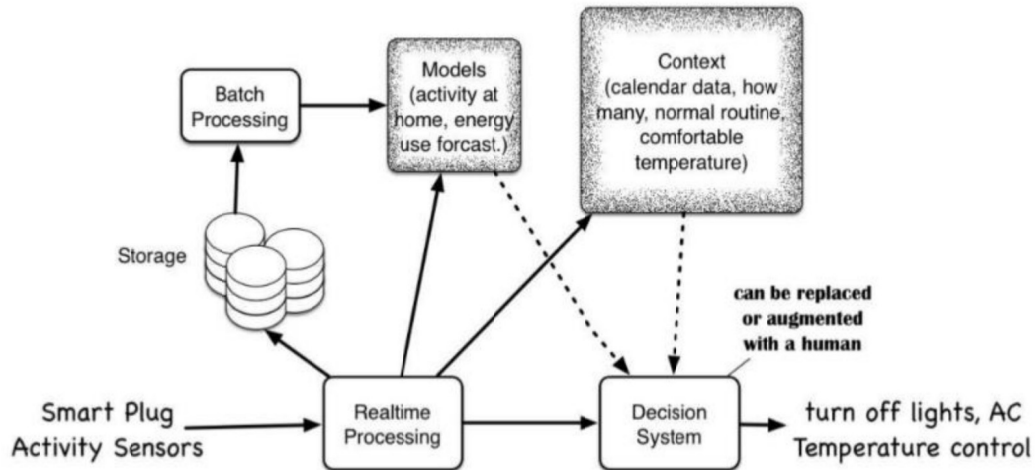 Batch
Processing
Models
(activity at
home, energy
use forcast.)
Context
(calendar data, how
many, normal routine,
comfortable
temperature)
Storage
can be replaced
or augmented
with a human
Smart Plug
Activity Sensors
Realtime
Processing
Decision
System
turn off lights, AC
Temperature control